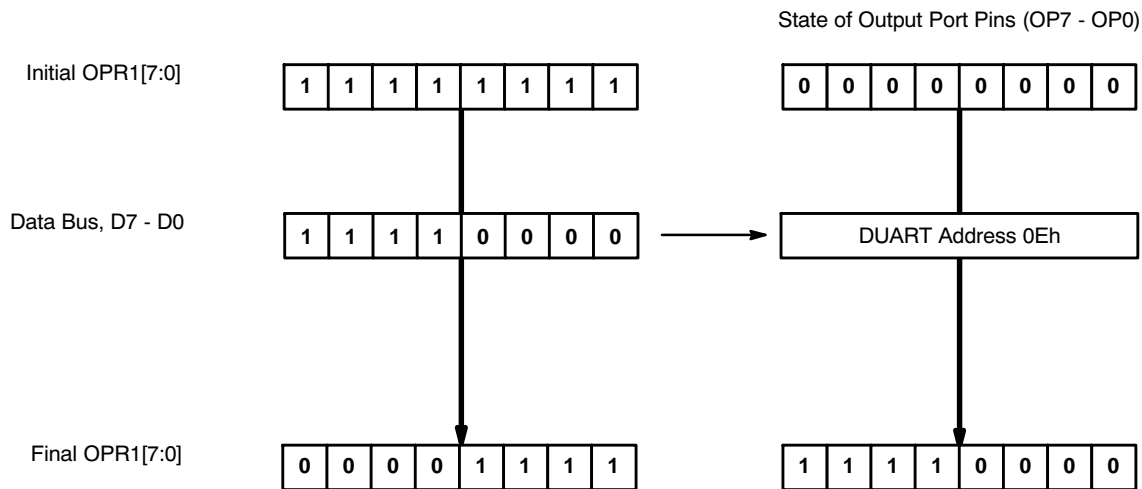 State of Output Port Pins (OP7 - OP0)
Initial OPR1[7:0]
1 1 1 1 1 1 1 1
0 0 0 0 0 0 0 0
Data Bus, D7 - D0
1 1 1 1 0 0 0 0
DUART Address 0Eh
Final OPR1[7:0]
0 0 0 0 1 1 1 1
1 1 1 1 0 0 0 0